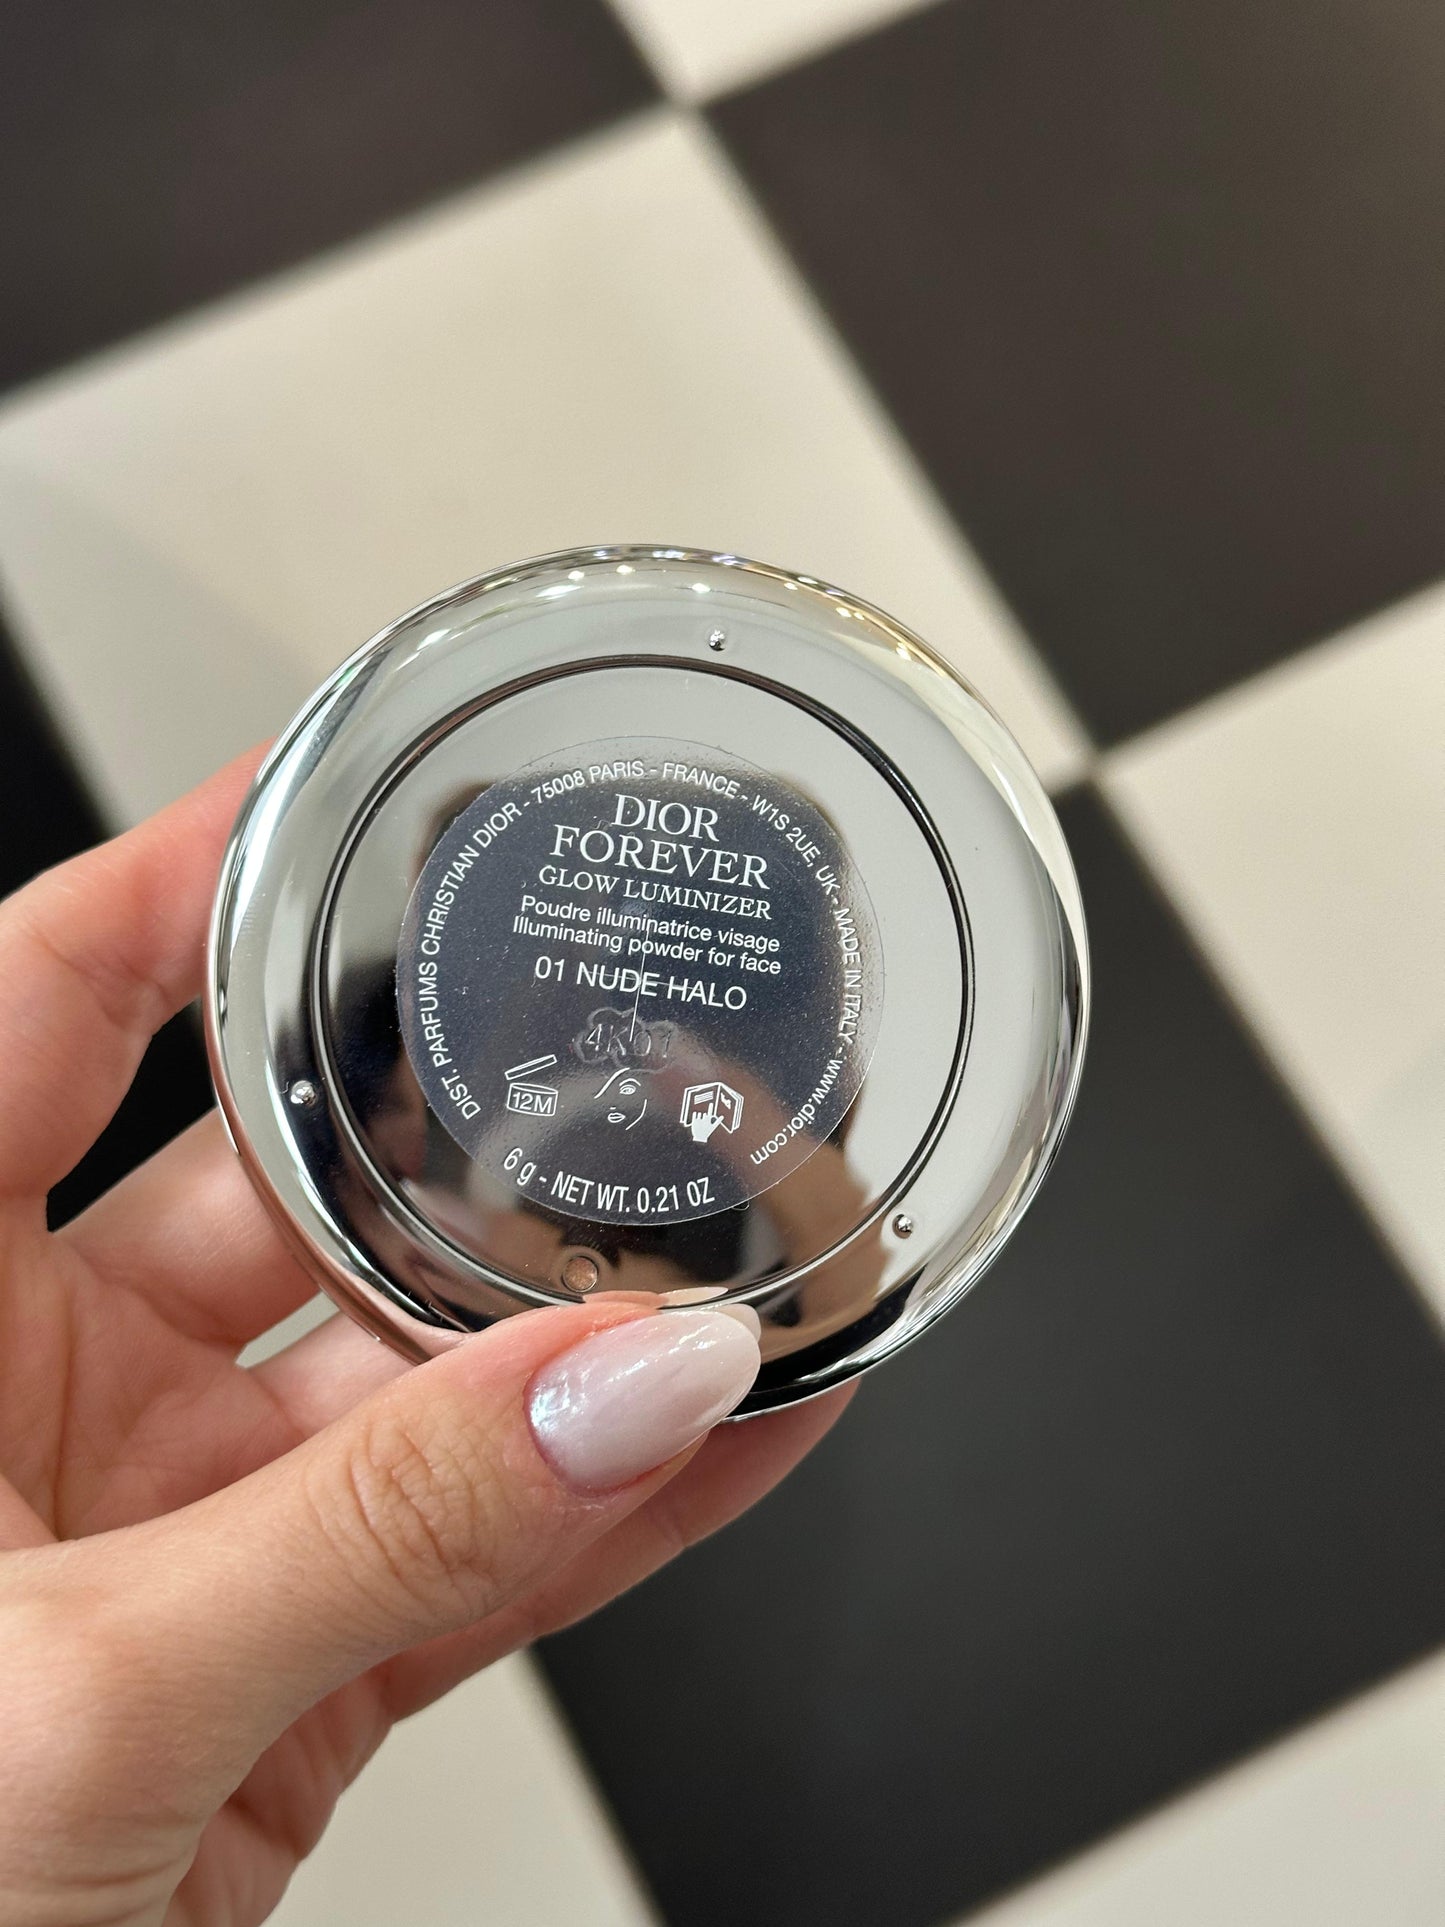 DIST. PARFUMS CHRISTIAN DIOR - 75008 PARIS - FRANCE - W1S 2UE, UK - MADE IN ITALY - www.dior.com
DIOR
FOREVER
GLOW LUMINIZER
Poudre illuminatrice visage
Illuminating powder for face
01 NUDE HALO
4K01
12M
6 g - NET WT. 0.21 OZ